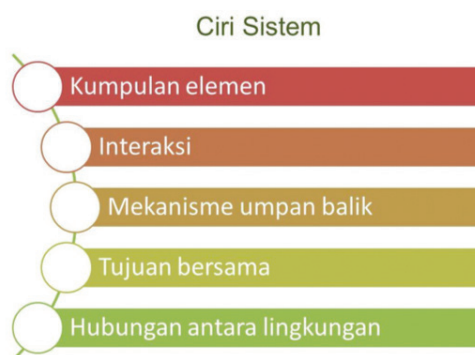 Ciri Sistem
Kumpulan elemen
Interaksi
Mekanisme umpan balik
Tujuan bersama
Hubungan antara lingkungan